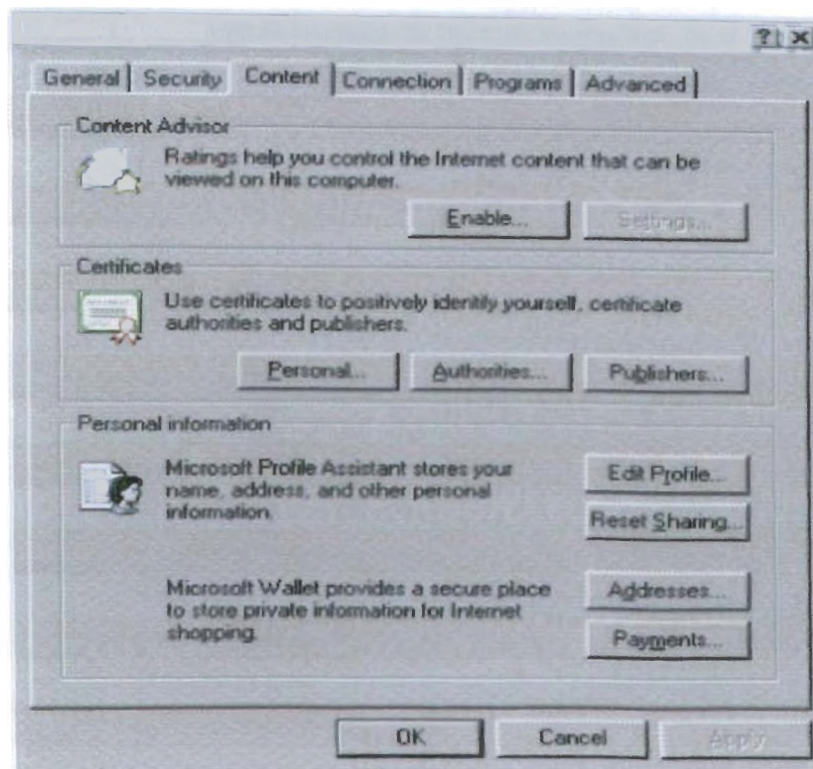 General Security Content Connection Programs Advanced
Content Advisor
Ratings help you control the Internet content that can be
viewed on this computer.
Enable... Settings...
Certificates
Use certificates to positively identify yourself, certificate
authorities and publishers.
Personal... Authorities... Publishers...
Personal information
Microsoft Profile Assistant stores your
name, address, and other personal
information.
Edit Profile...
Reset Sharing...
Microsoft Wallet provides a secure place
to store private information for Internet
shopping.
Addresses...
Payments...
OK Cancel Apply